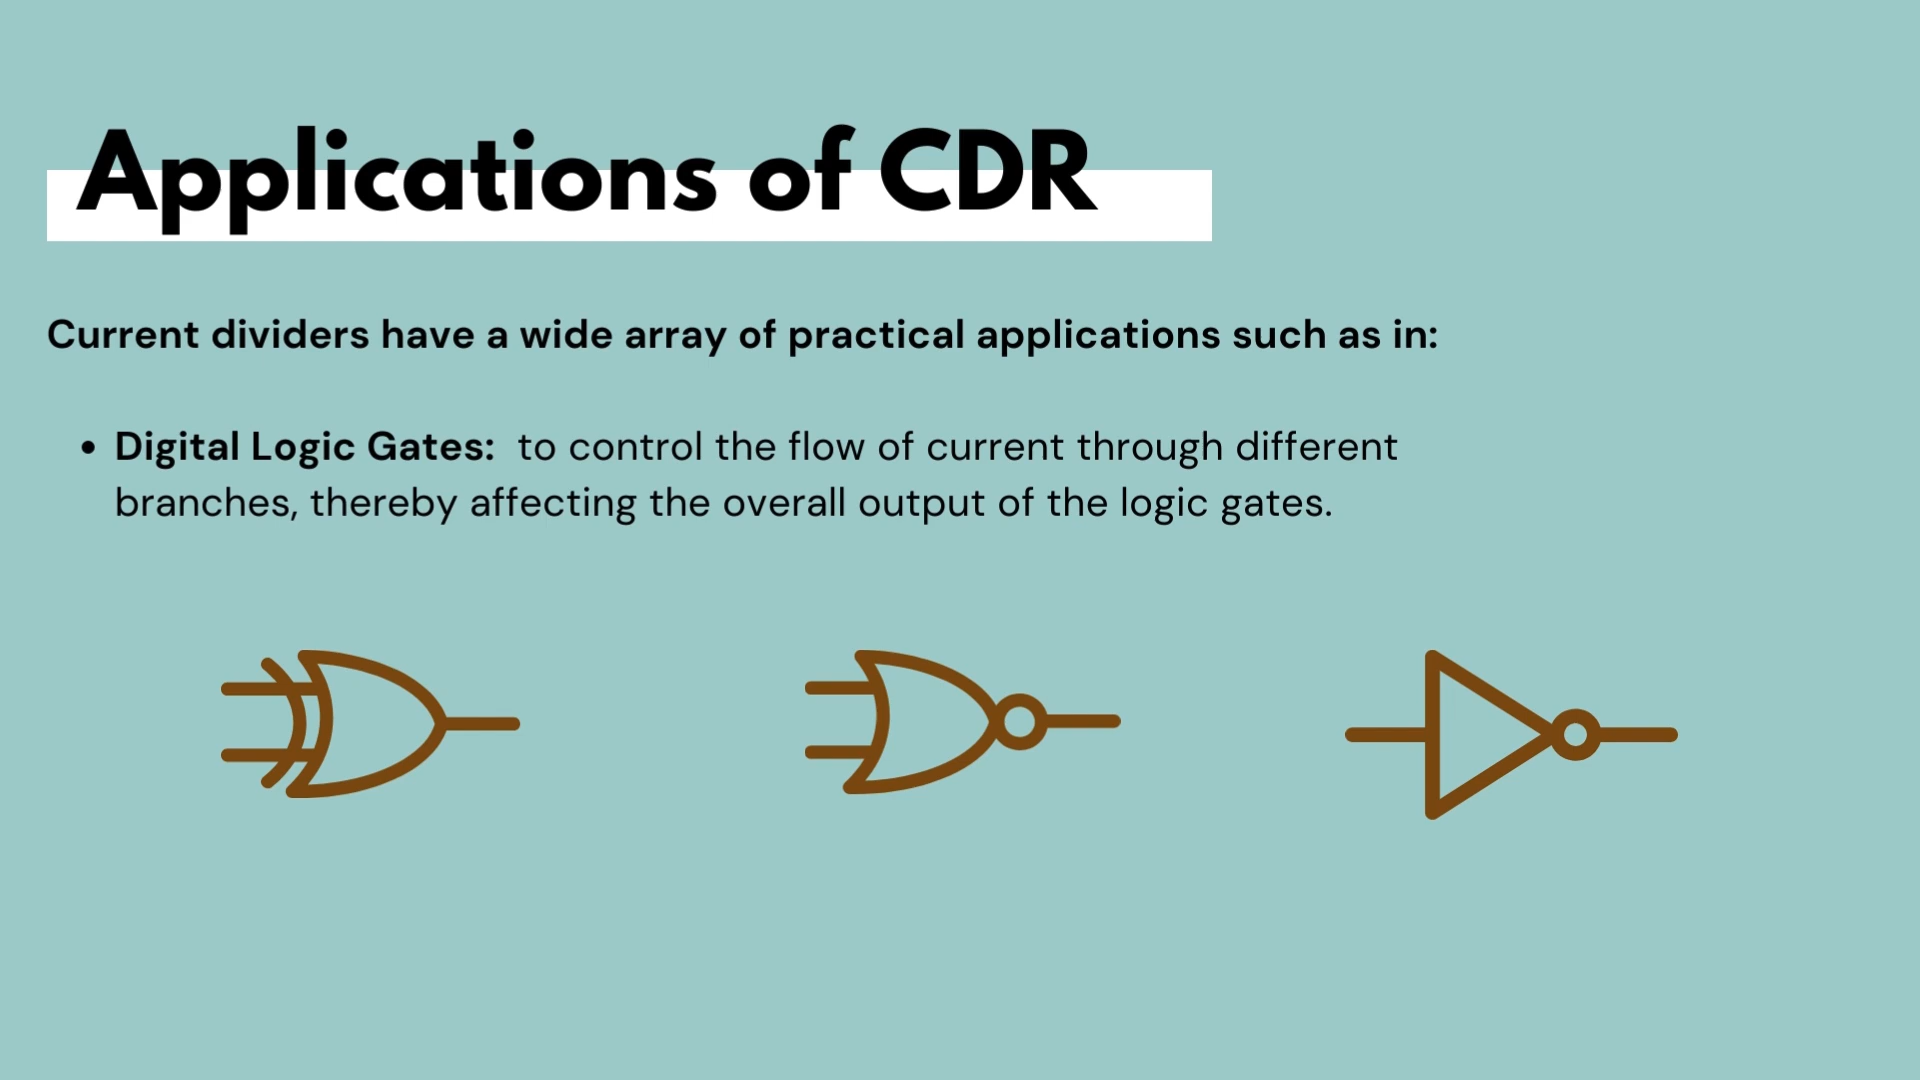 Applications of CDR
Current dividers have a wide array of practical applications such as in:
• Digital Logic Gates: to control the flow of current through different
branches, thereby affecting the overall output of the logic gates.